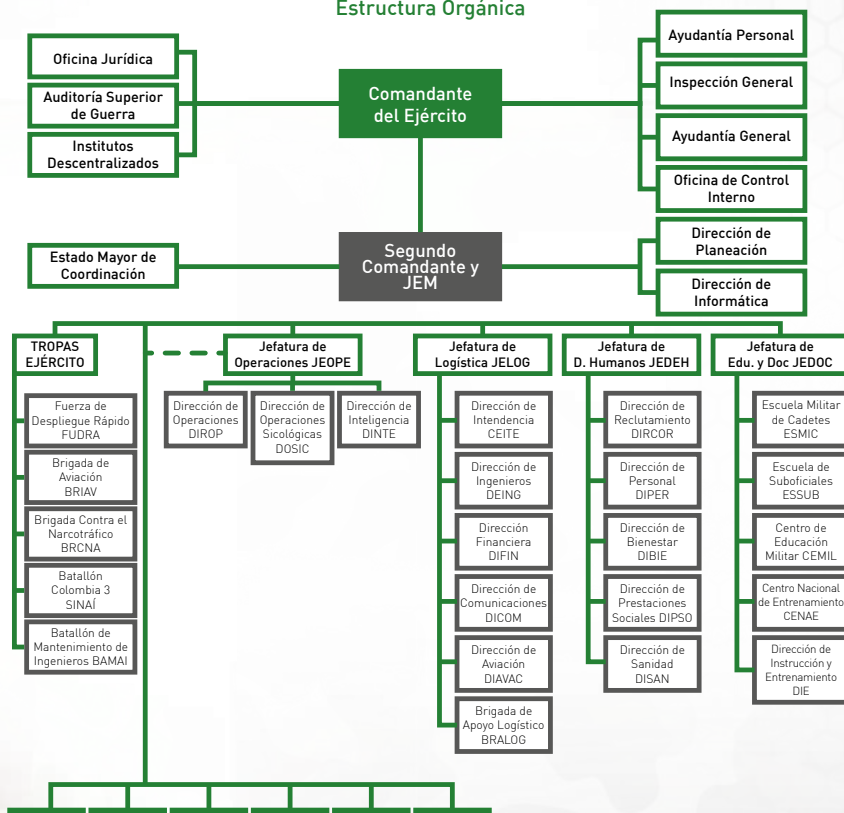 Estructura Orgánica
Oficina Jurídica
Auditoría Superior
de Guerra
Institutos
Descentralizados
Comandante
del Ejército
Ayudantía Personal
Inspección General
Ayudantía General
Oficina de Control
Interno
Estado Mayor de
Coordinación
Segundo
Comandante y
JEM
Dirección de
Planeación
Dirección de
Informática
TROPAS
EJÉRCITO
Fuerza de
Despliegue Rápido
FUDRA
Brigada de
Aviación
BRIAV
Brigada Contra el
Narcotráfico
BRCNA
Batallón
Colombia 3
SINAÍ
Batallón de
Mantenimiento de
Ingenieros BAMAI
Jefatura de
Operaciones JEOPE
Dirección de
Operaciones
DIROP
Dirección de
Operaciones
Sicológicas
DOSIC
Dirección de
Inteligencia
DINTE
Jefatura de
Logística JELOG
Dirección de
Intendencia
CEITE
Dirección de
Ingenieros
DEING
Dirección
Financiera
DIFIN
Dirección de
Comunicaciones
DICOM
Dirección de
Aviación
DIAVAC
Brigada de
Apoyo Logístico
BRALOG
Jefatura de
D. Humanos JEDEH
Dirección de
Reclutamiento
DIRCOR
Dirección de
Personal
DIPER
Dirección de
Bienestar
DIBIE
Dirección de
Prestaciones
Sociales DIPSO
Dirección de
Sanidad
DISAN
Jefatura de
Edu. y Doc JEDOC
Escuela Militar
de Cadetes
ESMIC
Escuela de
Suboficiales
ESSUB
Centro de
Educación
Militar CEMIL
Centro Nacional
de Entrenamiento
CENAE
Dirección de
Instrucción y
Entrenamiento
DIE